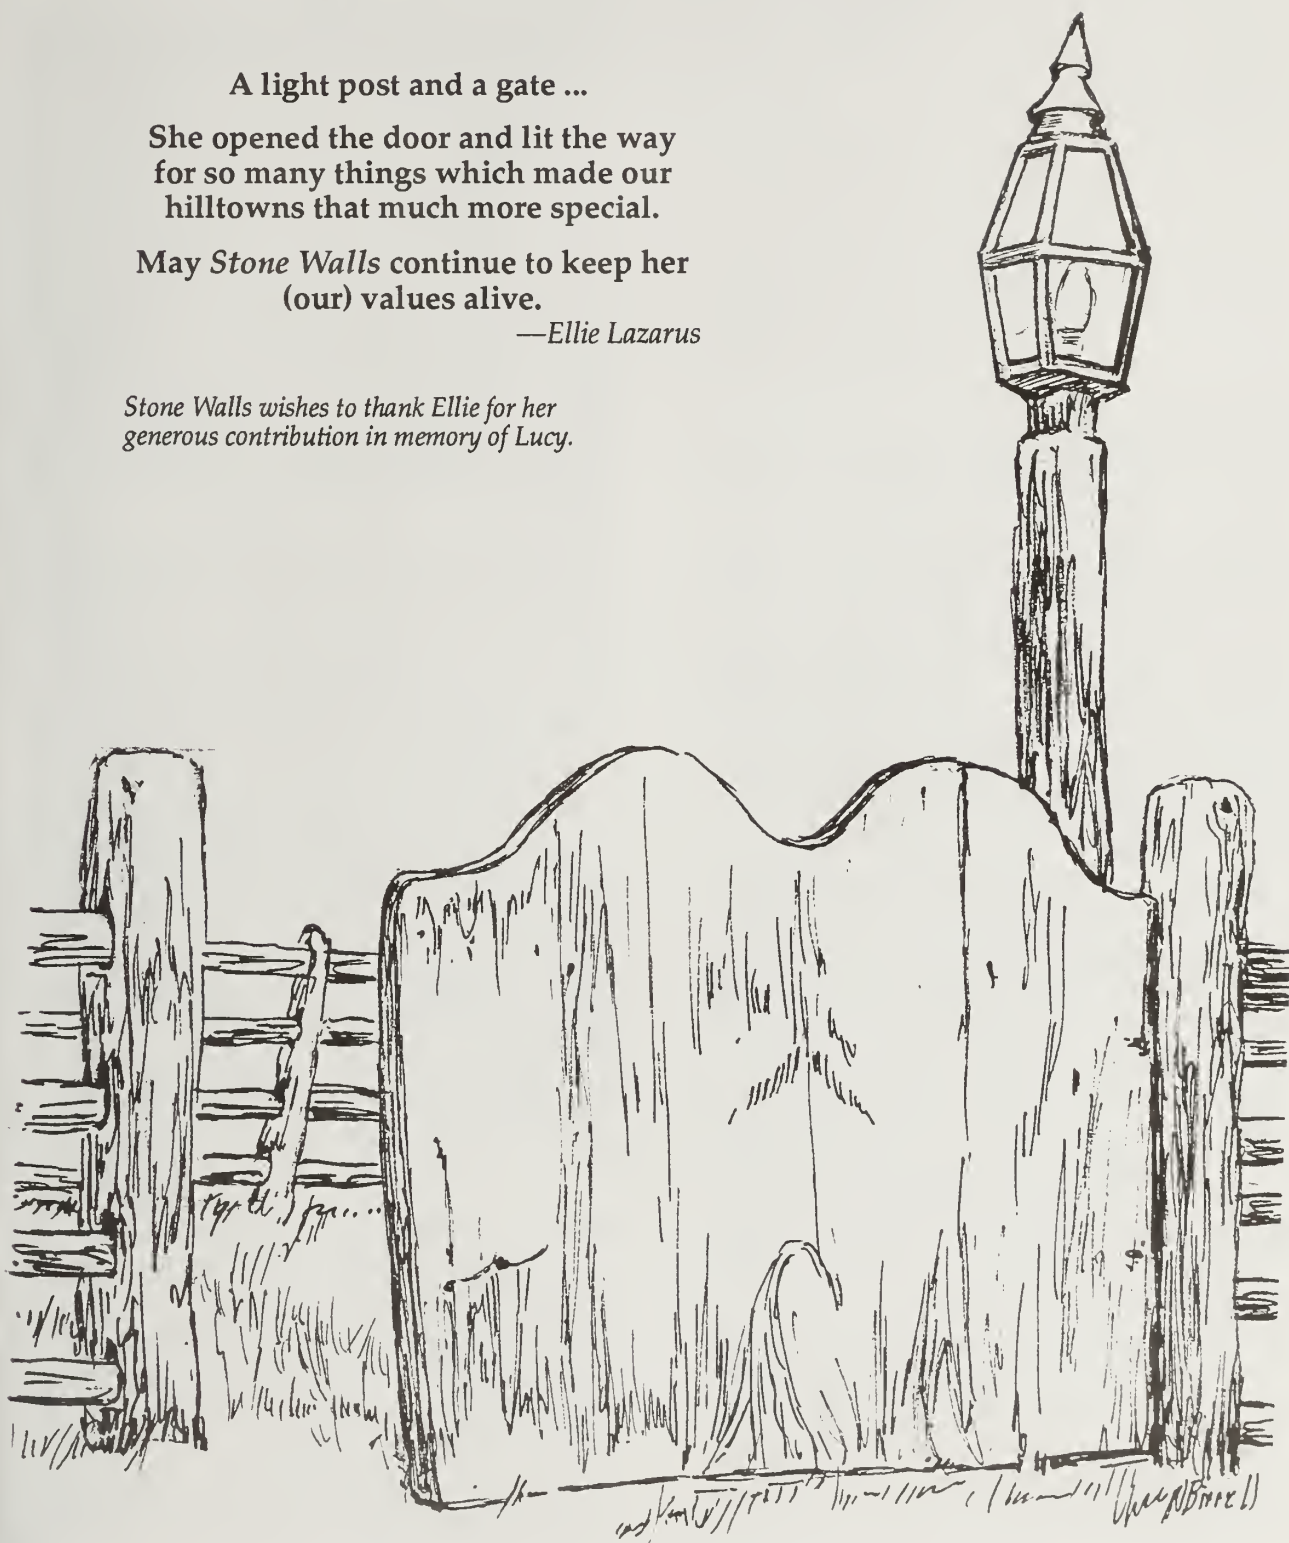 A light post and a gate ...
She opened the door and lit the way
for so many things which made our
hilltowns that much more special.
May Stone Walls continue to keep her
(our) values alive.
—Ellie Lazarus
Stone Walls wishes to thank Ellie for her
generous contribution in memory of Lucy.